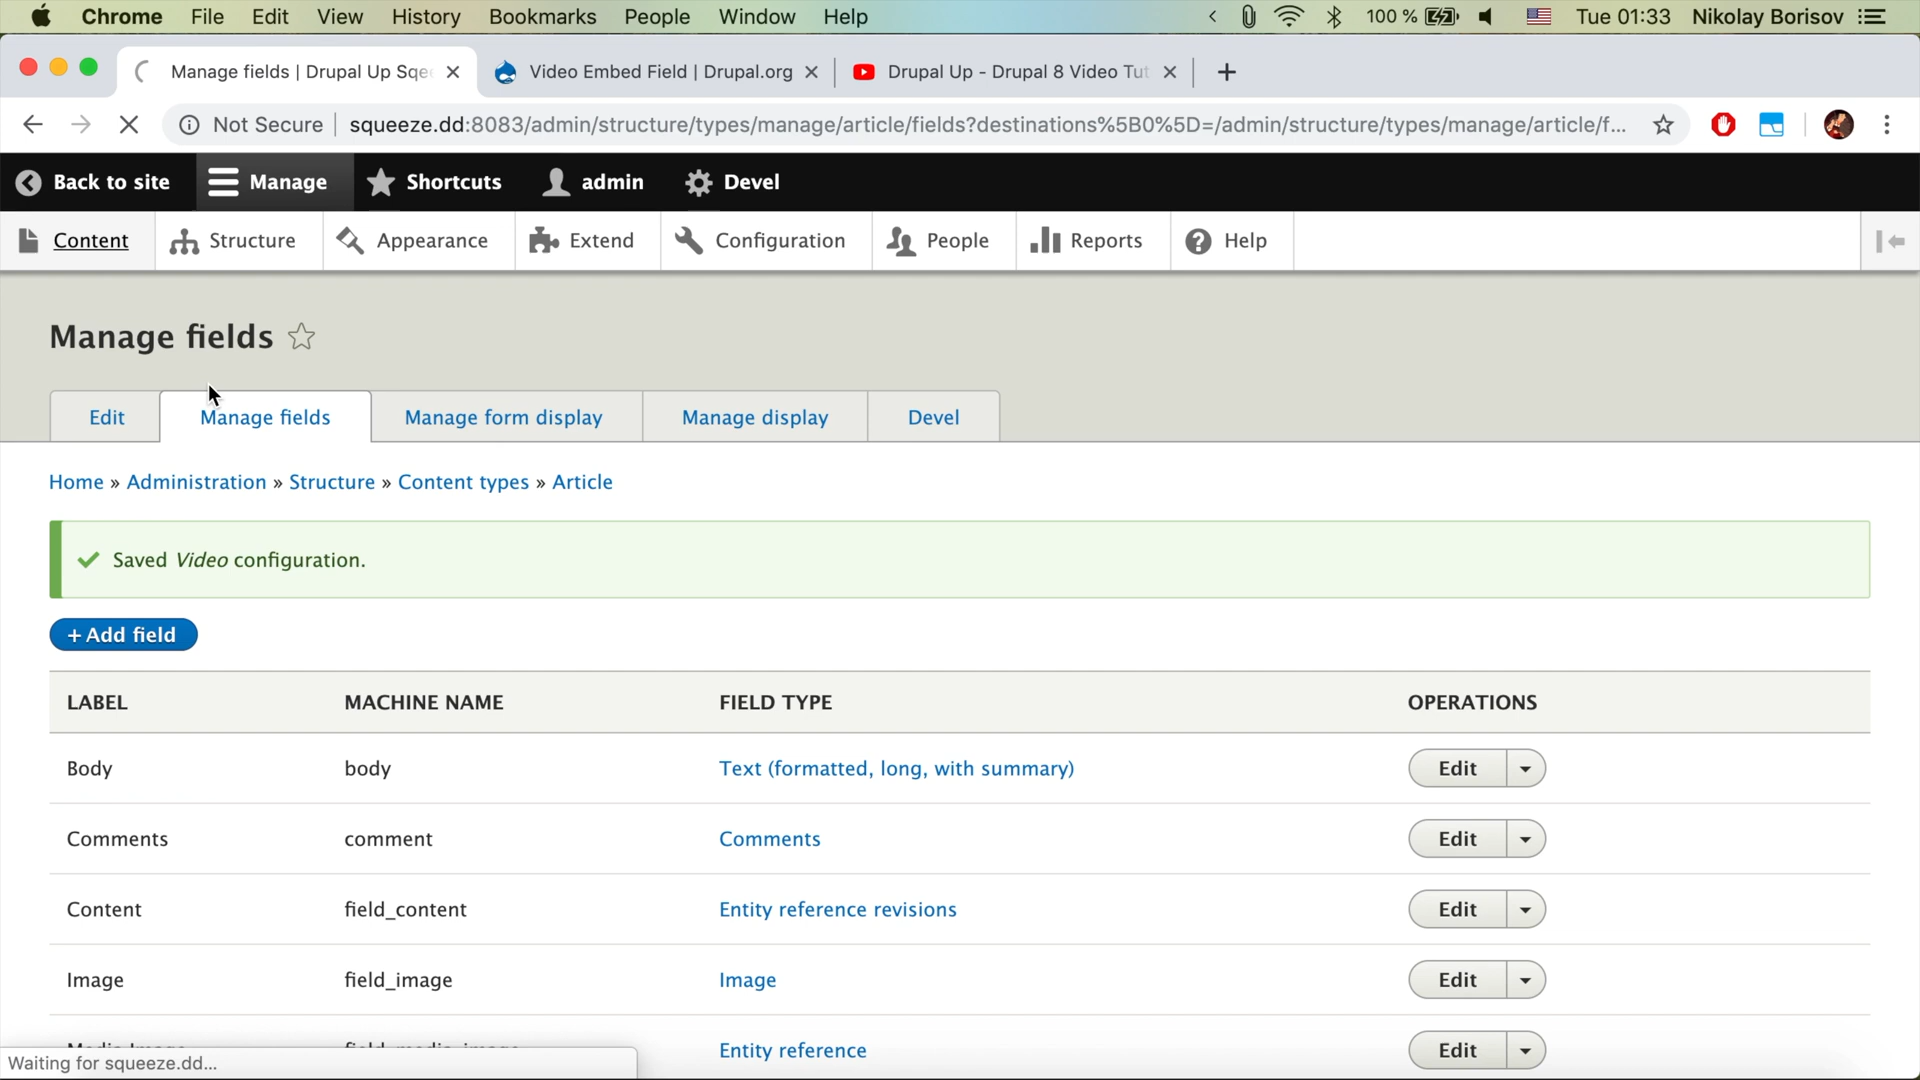 Chrome File Edit View History Bookmarks People Window Help 100 % Tue 01:33 Nikolay Borisov
Manage fields | Drupal Up Sqee Video Embed Field | Drupal.org Drupal Up - Drupal 8 Video Tut
Not Secure squeeze.dd:8083/admin/structure/types/manage/article/fields?destinations%5B0%5D=/admin/structure/types/manage/article/f...
Back to site Manage Shortcuts admin Devel
Content Structure Appearance Extend Configuration People Reports Help
Manage fields
Edit Manage fields Manage form display Manage display Devel
Home » Administration » Structure » Content types » Article
Saved Video configuration.
+ Add field
LABEL MACHINE NAME FIELD TYPE OPERATIONS
Body body Text (formatted, long, with summary) Edit
Comments comment Comments Edit
Content field_content Entity reference revisions Edit
Image field_image Image Edit
Entity reference Edit
Waiting for squeeze.dd...